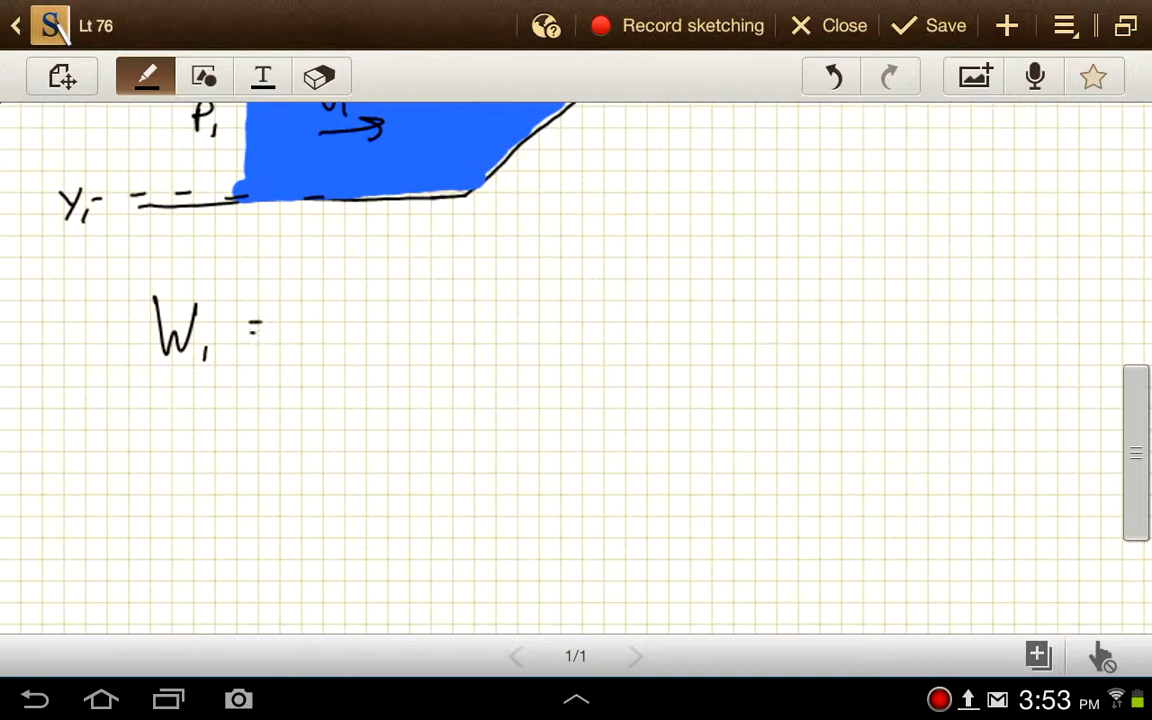 S Lt 76 Record sketching Close Save
T
P₁
y₁
W₁ =
1/1
3:53 PM